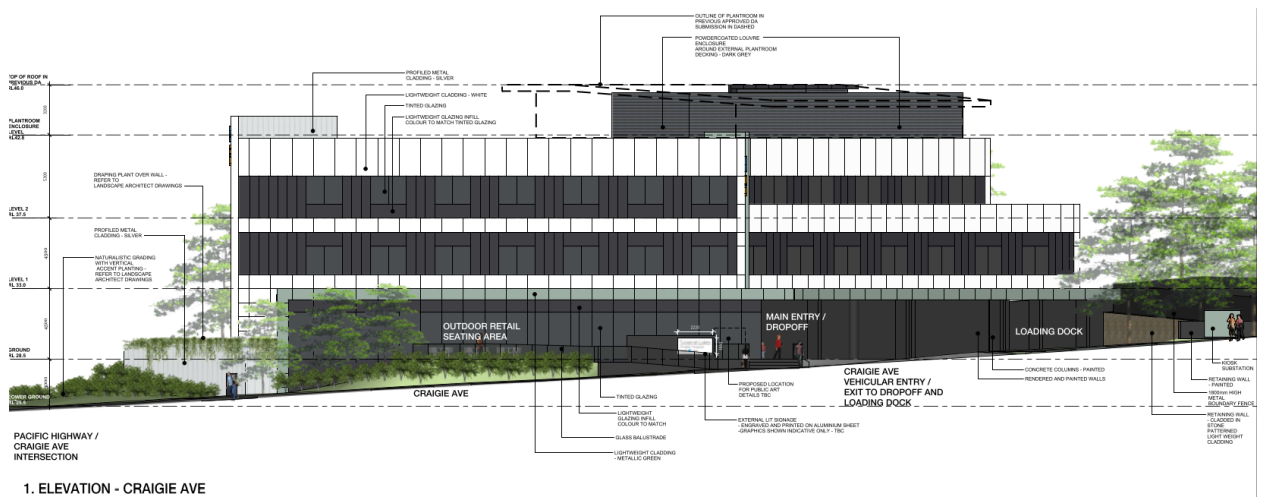 OUTLINE OF PLANTROOM IN
PREVIOUS APPROVED DA
SUBMISSION IN DASHED
POWDERCOATED LOUVRE
ENCLOSURE
AROUND EXTERNAL PLANTROOM
DECKING - DARK GREY
TOP OF ROOF IN
PREVIOUS DA
RL46.0
PROFILED METAL
CLADDING - SILVER
LIGHTWEIGHT CLADDING - WHITE
TINTED GLAZING
LIGHTWEIGHT GLAZING INFILL
COLOUR TO MATCH TINTED GLAZING
PLANTROOM
ENCLOSURE
LEVEL
RL42.8
DRAPING PLANT OVER WALL -
REFER TO
LANDSCAPE ARCHITECT DRAWINGS
LEVEL 2
RL 37.5
PROFILED METAL
CLADDING - SILVER
NATURALISTIC GRADING
WITH VERTICAL
ACCENT PLANTING -
REFER TO LANDSCAPE
ARCHITECT DRAWINGS
LEVEL 1
RL 33.0
OUTDOOR RETAIL
SEATING AREA
2220
MAIN ENTRY /
DROPOFF
LOADING DOCK
GROUND
RL 28.5
LOWER GROUND
CRAIGIE AVE
CRAIGIE AVE
VEHICULAR ENTRY /
EXIT TO DROPOFF AND
LOADING DOCK
PROPOSED LOCATION
FOR PUBLIC ART
DETAILS TBC
TINTED GLAZING
LIGHTWEIGHT
GLAZING INFILL
COLOUR TO MATCH
EXTERNAL LIT SIGNAGE
- ENGRAVED AND PRINTED ON ALUMINIUM SHEET
-GRAPHICS SHOWN INDICATIVE ONLY - TBC
GLASS BALUSTRADE
LIGHTWEIGHT CLADDING
- METALLIC GREEN
CONCRETE COLUMNS - PAINTED
RENDERED AND PAINTED WALLS
KIOSK
SUBSTATION
RETAINING WALL
- PAINTED
1800mm HIGH
METAL
BOUNDARY FENCE
RETAINING WALL
- CLADDED IN
STONE
PATTERNED
LIGHT WEIGHT
CLADDING
PACIFIC HIGHWAY /
CRAIGIE AVE
INTERSECTION
1. ELEVATION - CRAIGIE AVE